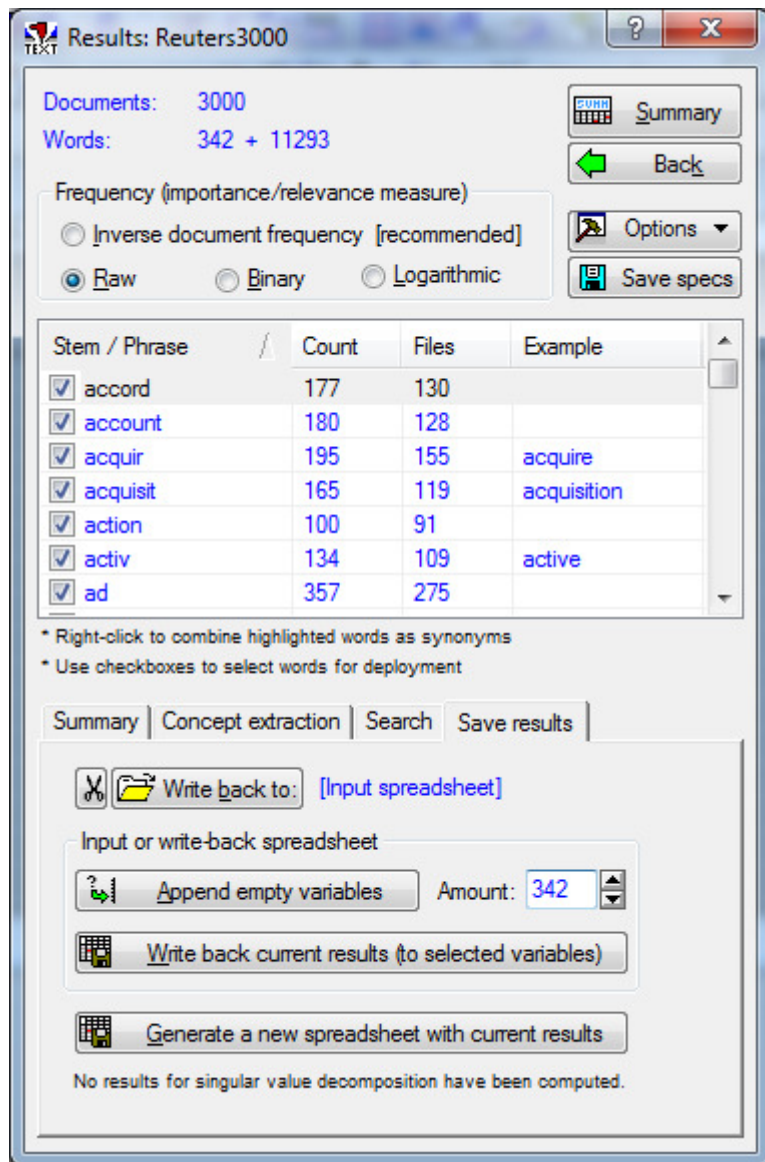 TEXT
Results: Reuters3000
?
X
Documents: 3000
Words: 342 + 11293
SUMM
Summary
Back
Frequency (importance/relevance measure)
Inverse document frequency [recommended]
Raw Binary Logarithmic
Options
Save specs
Stem / Phrase / Count Files Example
accord 177 130
account 180 128
acquir 195 155 acquire
acquisit 165 119 acquisition
action 100 91
activ 134 109 active
ad 357 275
* Right-click to combine highlighted words as synonyms
* Use checkboxes to select words for deployment
Summary Concept extraction Search Save results
Write back to: [Input spreadsheet]
Input or write-back spreadsheet
? Append empty variables Amount: 342
Write back current results (to selected variables)
Generate a new spreadsheet with current results
No results for singular value decomposition have been computed.